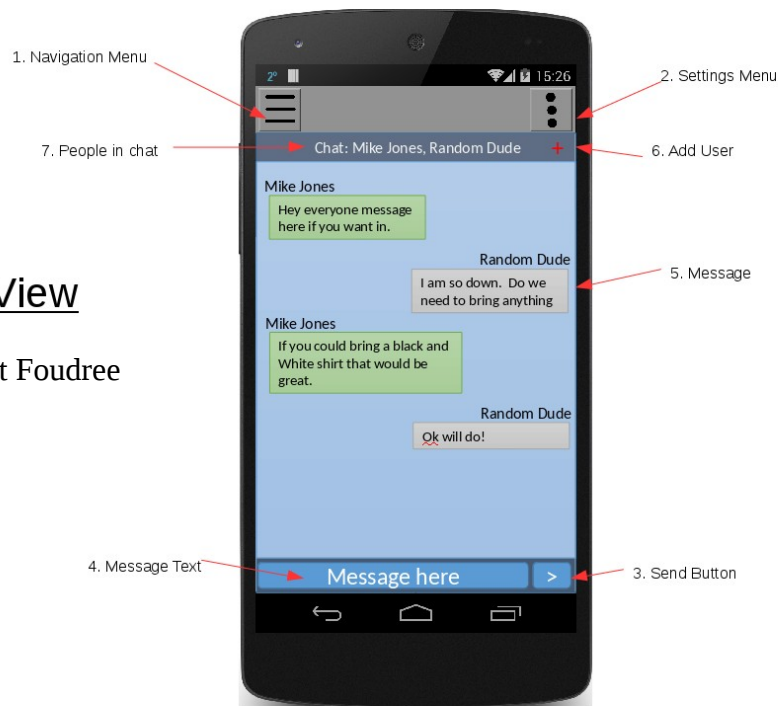 1. Navigation Menu
2° 15:26
2. Settings Menu
7. People in chat
Chat: Mike Jones, Random Dude +
6. Add User
Mike Jones
Hey everyone message
here if you want in.
Random Dude
I am so down. Do we
need to bring anything
5. Message
View
Mike Jones
If you could bring a black and
White shirt that would be
great.
t Foudree
Random Dude
Ok will do!
4. Message Text
Message here >
3. Send Button